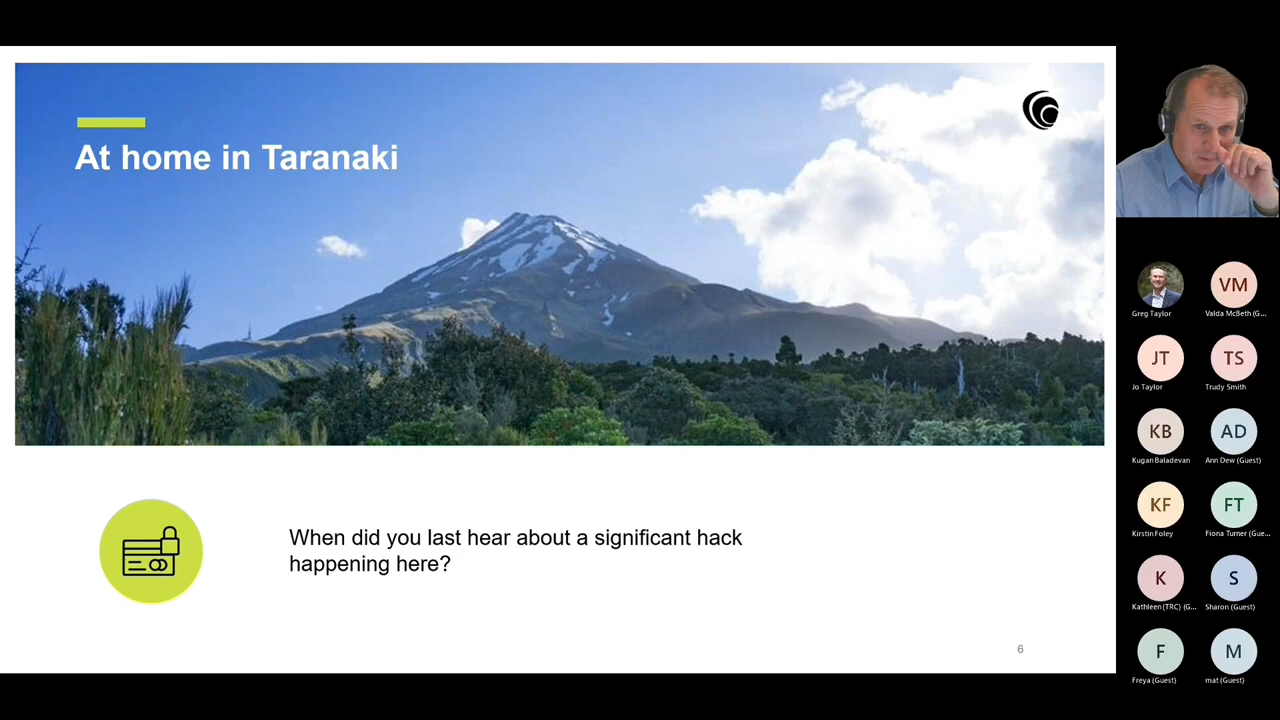 At home in Taranaki
When did you last hear about a significant hack
happening here?
6
Greg Taylor
VM
Valda McBeth (G...
JT
Jo Taylor
TS
Trudy Smith
KB
Kugan Baladevan
AD
Ann Dew (Guest)
KF
Kirstin Foley
FT
Fiona Turner (Gue...
K
Kathleen (TRC) (G...
S
Sharon (Guest)
F
Freya (Guest)
M
mat (Guest)